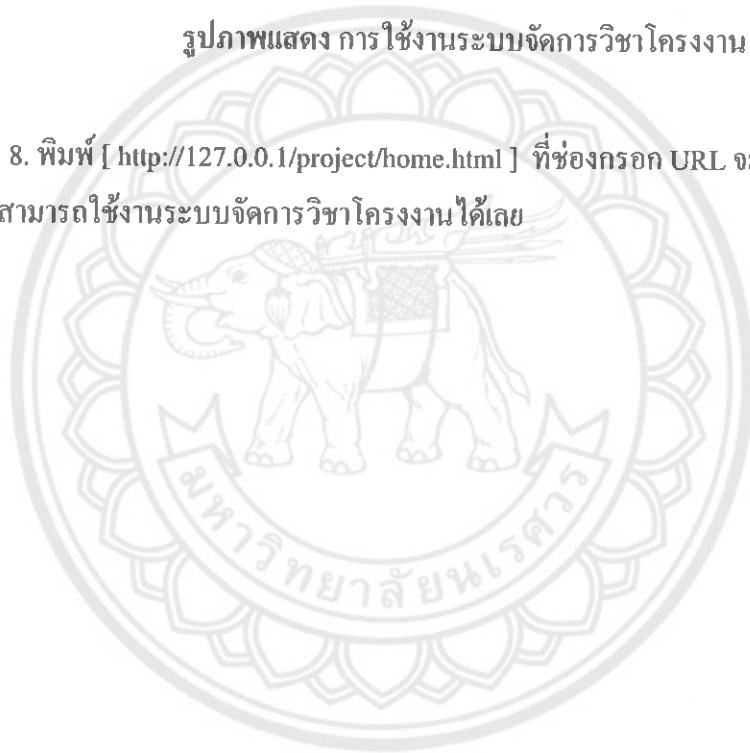 รูปภาพแสดง การใช้งานระบบจัดการวิชาโครงงาน
8. พิมพ์ [ http://127.0.0.1/project/home.html ] ที่ช่องกรอก URL จะ
สามารถใช้งานระบบจัดการวิชาโครงงานได้เลย
มหาวิทยาลัยนเรศวร